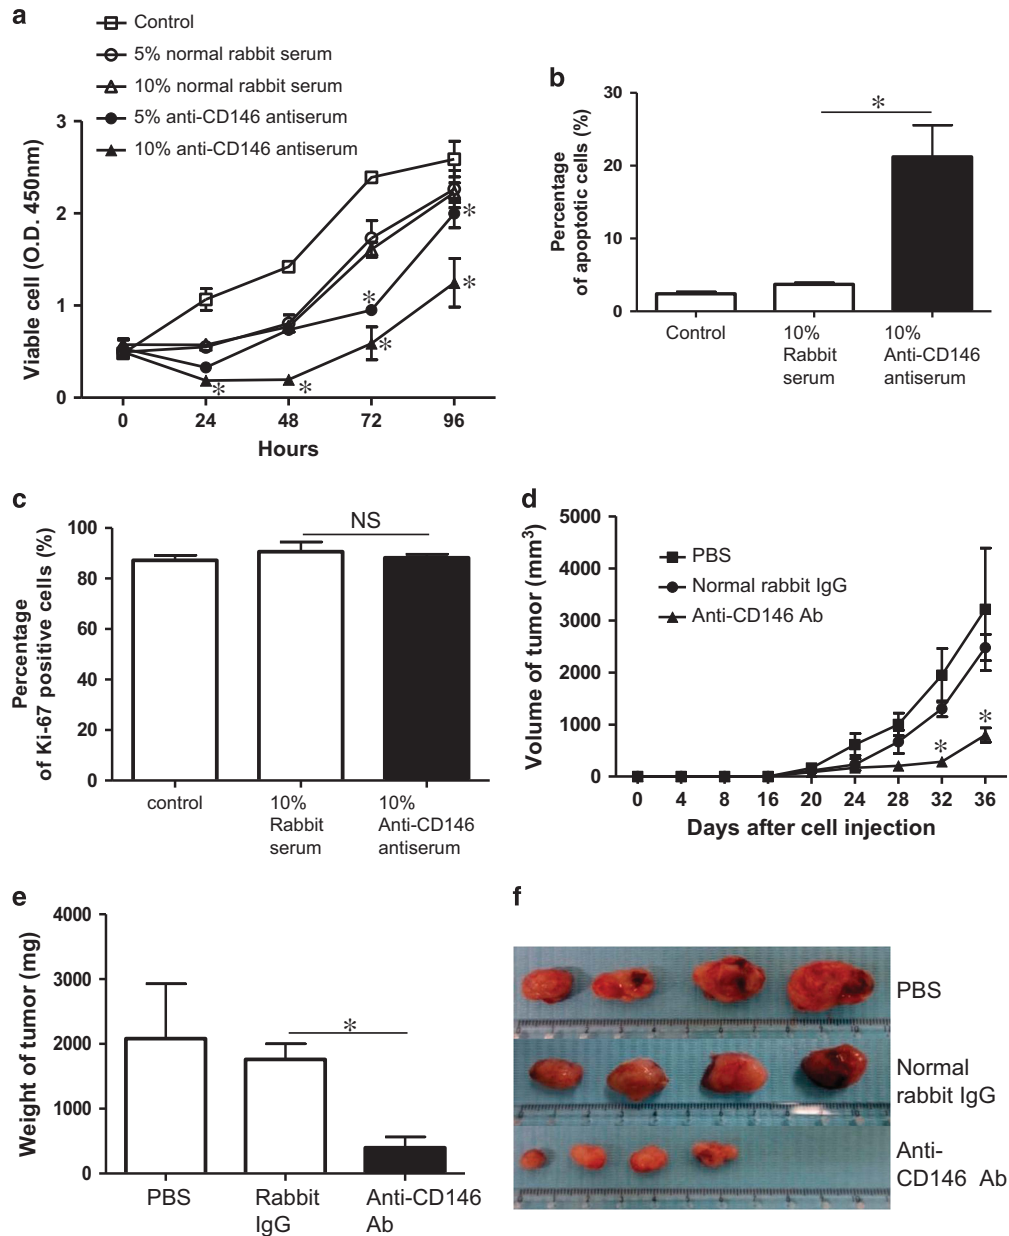 a
Control
5% normal rabbit serum
10% normal rabbit serum
5% anti-CD146 antiserum
10% anti-CD146 antiserum
Viable cell (O.D. 450nm)
3
2
1
0
*
*
*
*
*
*
0 24 48 72 96
Hours
b
Percentage
of apoptotic cells (%)
30
20
10
0
*
Control
10%
Rabbit
serum
10%
Anti-CD146
antiserum
c
Percentage
of Ki-67 positive cells (%)
100
80
60
40
20
0
NS
control
10%
Rabbit
serum
10%
Anti-CD146
antiserum
d
Volume of tumor (mm³)
5000
4000
3000
2000
1000
0
PBS
Normal rabbit IgG
Anti-CD146 Ab
*
*
0 4 8 16 20 24 28 32 36
Days after cell injection
e
Weight of tumor (mg)
4000
3000
2000
1000
0
*
PBS
Rabbit
IgG
Anti-CD146
Ab
f
PBS
Normal
rabbit IgG
Anti-
CD146 Ab